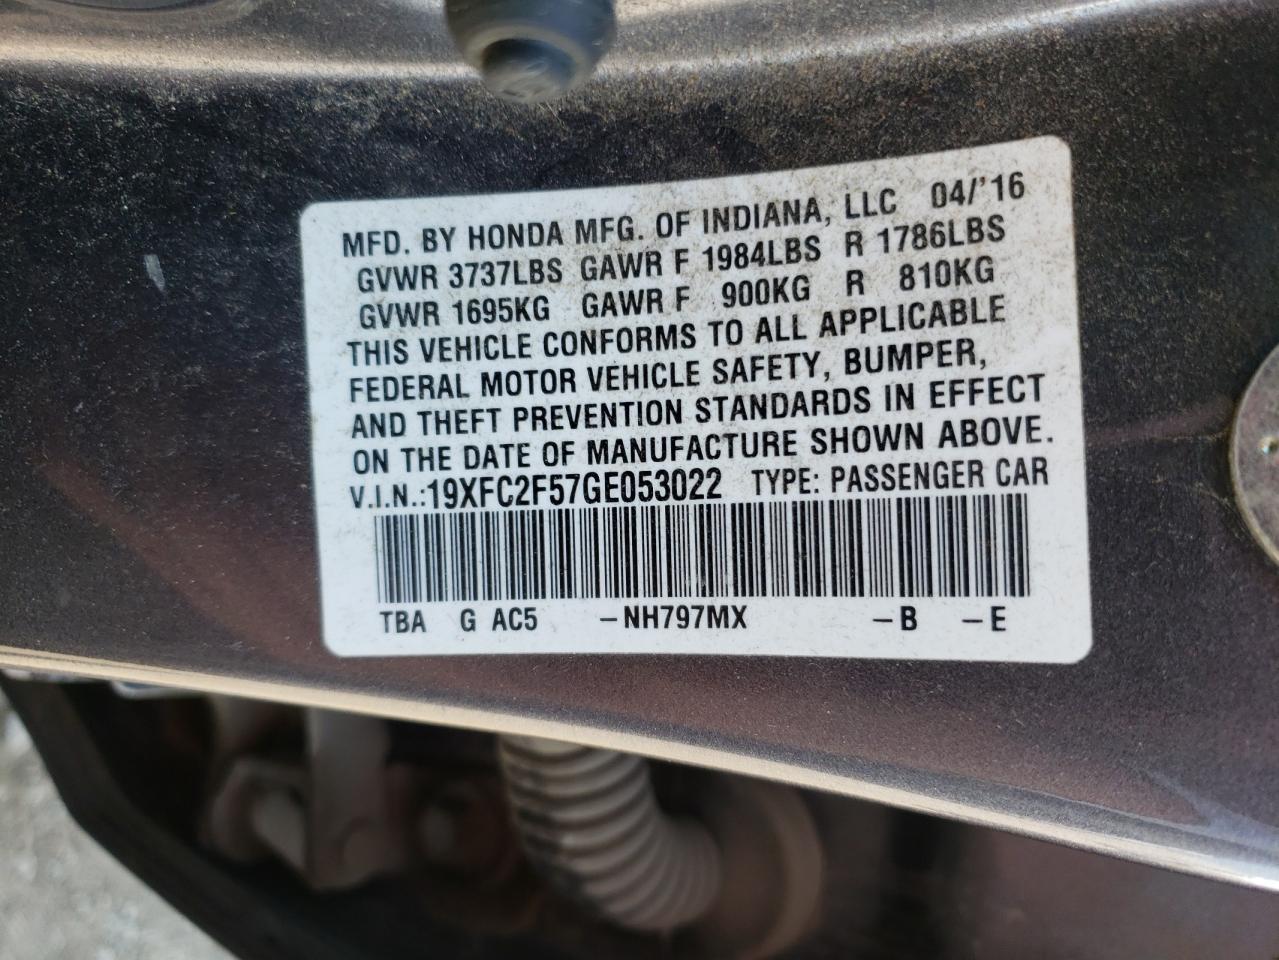 MFD. BY HONDA MFG. OF INDIANA, LLC 04/'16
GVWR 3737LBS GAWR F 1984LBS R 1786LBS
GVWR 1695KG GAWR F 900KG R 810KG
THIS VEHICLE CONFORMS TO ALL APPLICABLE
FEDERAL MOTOR VEHICLE SAFETY, BUMPER,
AND THEFT PREVENTION STANDARDS IN EFFECT
ON THE DATE OF MANUFACTURE SHOWN ABOVE.
V.I.N.:19XFC2F57GE053022 TYPE: PASSENGER CAR
TBA G AC5 –NH797MX –B –E